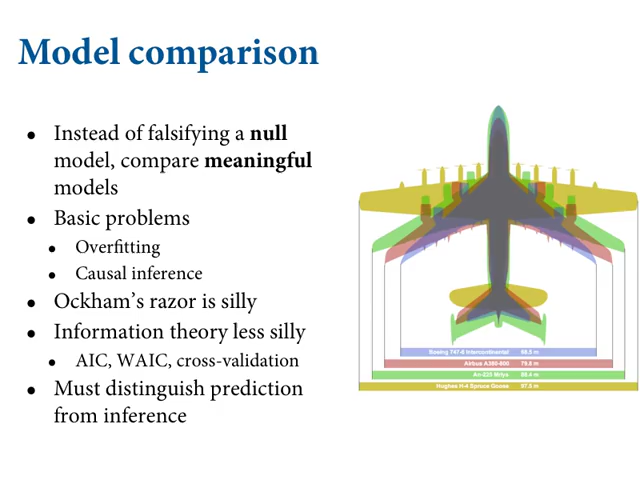 Model comparison
• Instead of falsifying a null
model, compare meaningful
models
• Basic problems
• Overfitting
• Causal inference
• Ockham's razor is silly
• Information theory less silly
• AIC, WAIC, cross-validation
• Must distinguish prediction
from inference
Boeing 747-8 Intercontinental 68.5 m
Airbus A380-800 79.8 m
An-225 Mriya 88.4 m
Hughes H-4 Spruce Goose 97.5 m